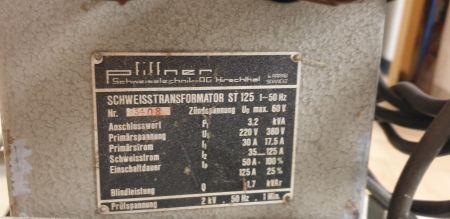 pfiffner
Schweisstechnik AG Hirschthal
SCHWEISSTRANSFORMATOR ST 125 1~50 Hz
Nr. Zündspannung U₀ max. 60 V
Anschlusswert P₁ 3,2 kVA
Primärspannung U₁ 220 V 380 V
Primärstrom I₁ 30 A 17,5 A
Schweisstrom I₂ 35—125 A
Einschaltdauer 50 A - 100 %
125 A 25 %
Blindleistung Q 1,7 kVAr
Prüfspannung 2 kV . 50 Hz . 1 Min.